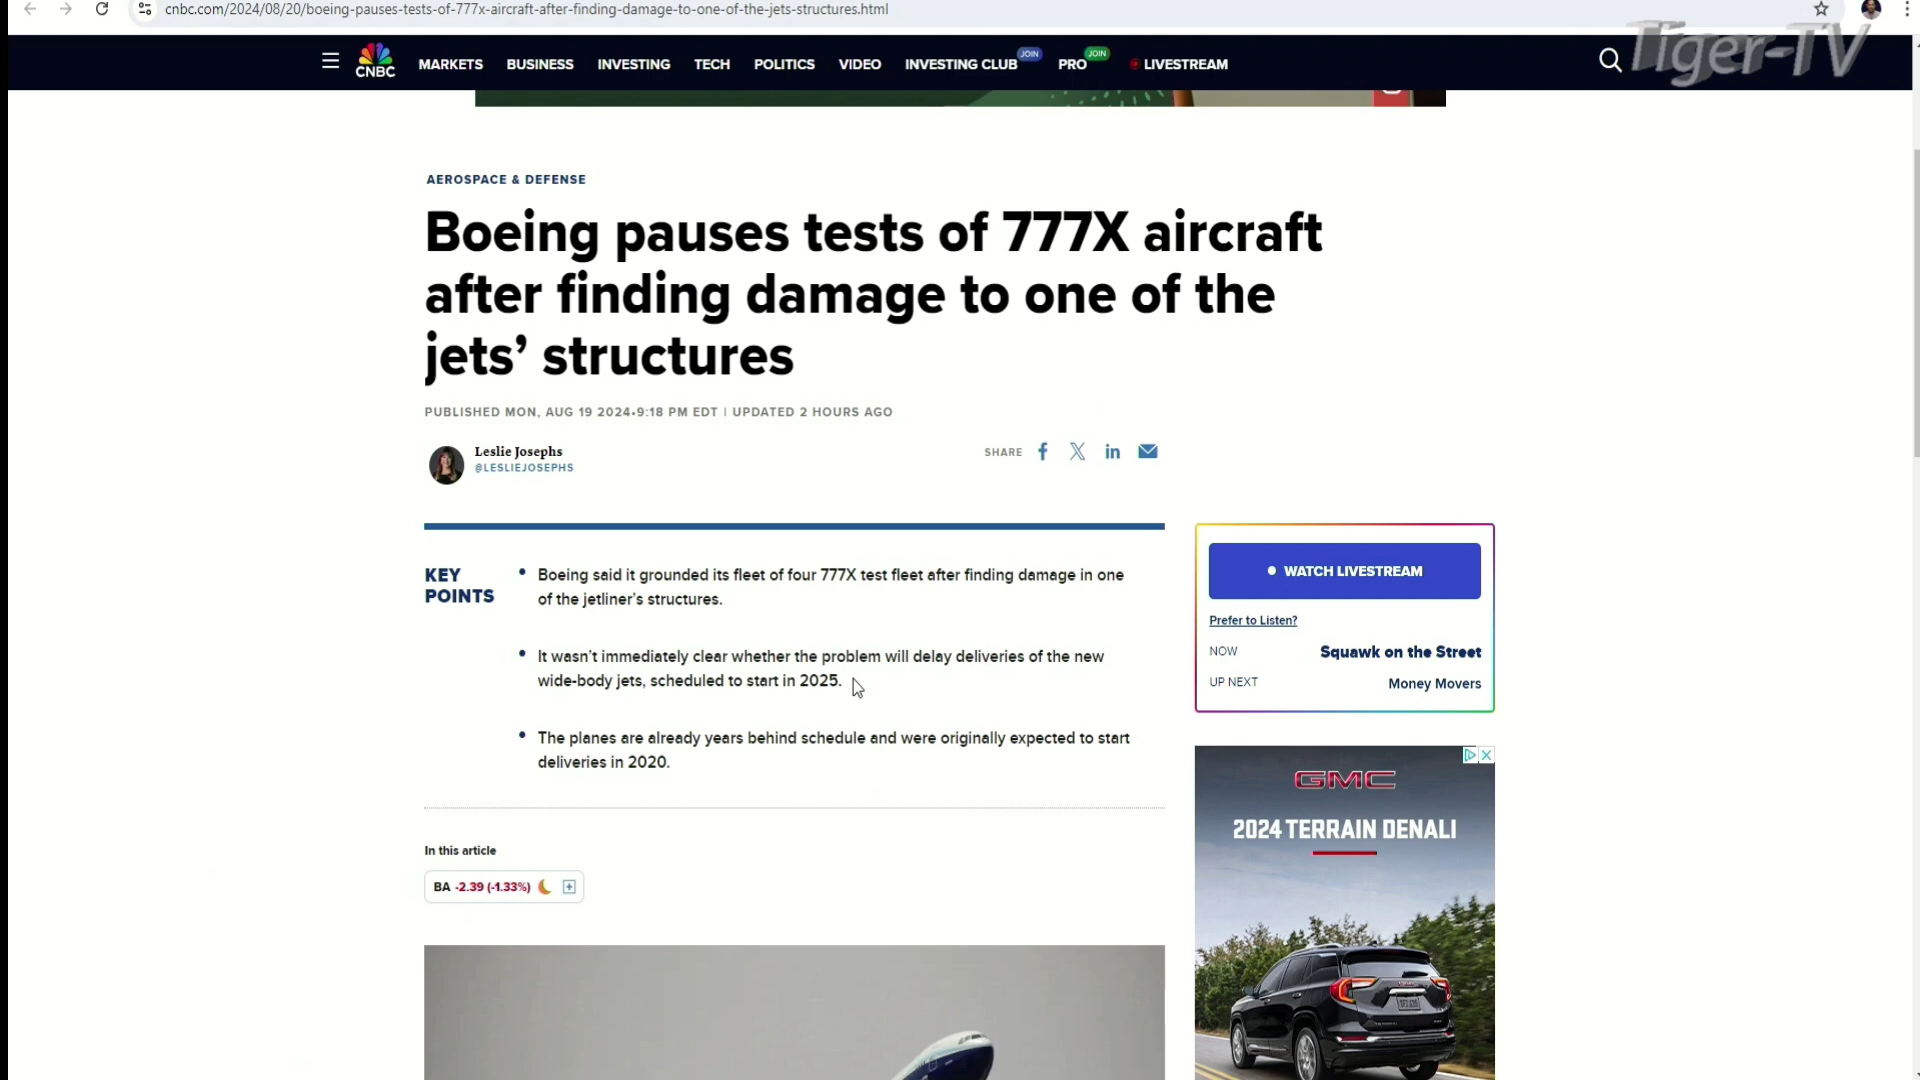 cnbc.com/2024/08/20/boeing-pauses-tests-of-777x-aircraft-after-finding-damage-to-one-of-the-jets-structures.html
Tiger-TV
CNBC
MARKETS BUSINESS INVESTING TECH POLITICS VIDEO INVESTING CLUB JOIN PRO JOIN LIVESTREAM
AEROSPACE & DEFENSE
Boeing pauses tests of 777X aircraft
after finding damage to one of the
jets’ structures
PUBLISHED MON, AUG 19 2024•9:18 PM EDT | UPDATED 2 HOURS AGO
Leslie Josephs
@LESLIEJOSEPHS
SHARE
KEY
POINTS
Boeing said it grounded its fleet of four 777X test fleet after finding damage in one
of the jetliner’s structures.
It wasn’t immediately clear whether the problem will delay deliveries of the new
wide-body jets, scheduled to start in 2025.
The planes are already years behind schedule and were originally expected to start
deliveries in 2020.
In this article
BA -2.39 (-1.33%)
WATCH LIVESTREAM
Prefer to Listen?
NOW Squawk on the Street
UP NEXT Money Movers
GMC
2024 TERRAIN DENALI